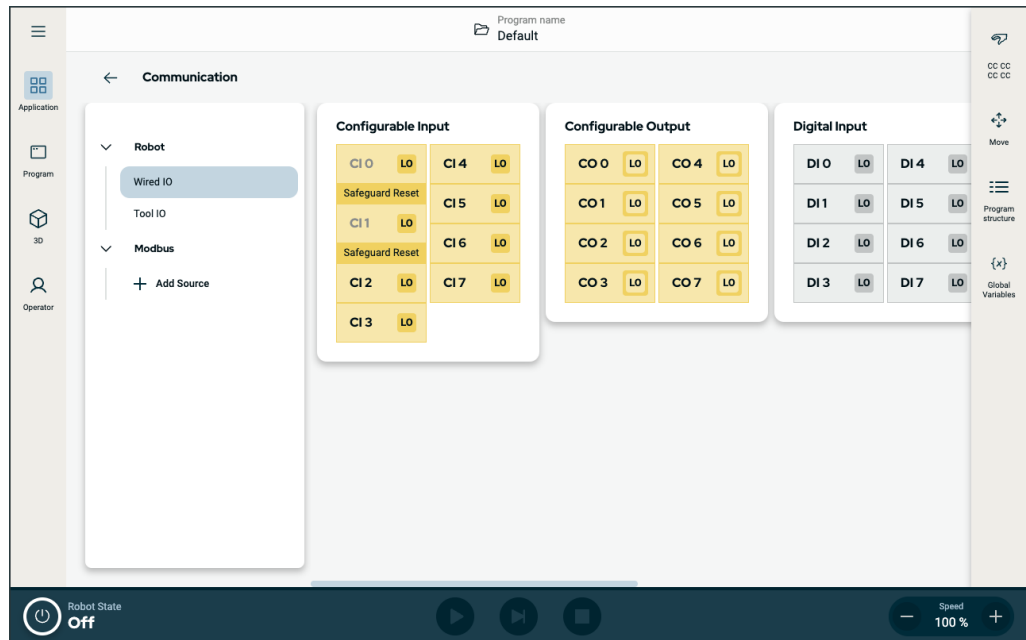 Program name
Default
Application
Program
3D
Operator
Communication
Robot
Wired IO
Tool IO
Modbus
Add Source
Configurable Input
CI 0 LO CI 4 LO
Safeguard Reset
CI 5 LO
CI 1 LO
CI 6 LO
Safeguard Reset
CI 2 LO CI 7 LO
CI 3 LO
Configurable Output
CO 0 LO CO 4 LO
CO 1 LO CO 5 LO
CO 2 LO CO 6 LO
CO 3 LO CO 7 LO
Digital Input
DI 0 LO DI 4 LO
DI 1 LO DI 5 LO
DI 2 LO DI 6 LO
DI 3 LO DI 7 LO
CC CC
CC CC
Move
Program
structure
{x}
Global
Variables
Robot State
Off
Speed
100 %